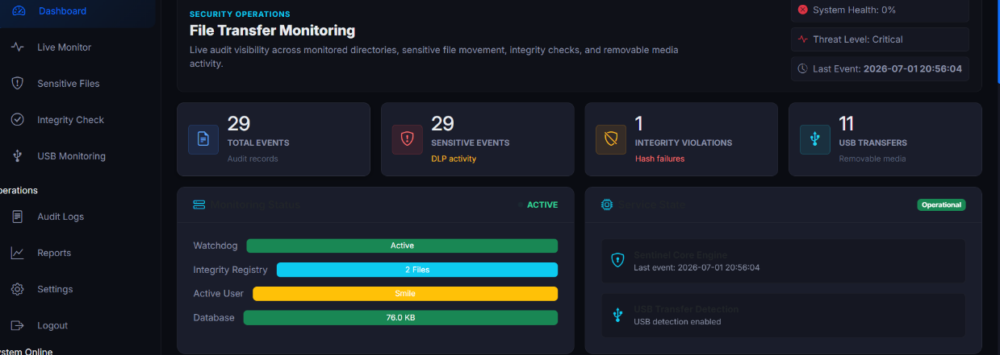 Dashboard
Live Monitor
Sensitive Files
Integrity Check
USB Monitoring
perations
Audit Logs
Reports
Settings
Logout
ystem Online
SECURITY OPERATIONS
File Transfer Monitoring
Live audit visibility across monitored directories, sensitive file movement, integrity checks, and removable media
activity.
System Health: 0%
Threat Level: Critical
Last Event: 2026-07-01 20:56:04
29
TOTAL EVENTS
Audit records
29
SENSITIVE EVENTS
DLP activity
1
INTEGRITY VIOLATIONS
Hash failures
11
USB TRANSFERS
Removable media
Monitoring Status
ACTIVE
Watchdog
Active
Integrity Registry
2 Files
Active User
Smile
Database
76.0 KB
Service State
Operational
Sentinel Core Engine
Last event: 2026-07-01 20:56:04
USB Transfer Detection
USB detection enabled